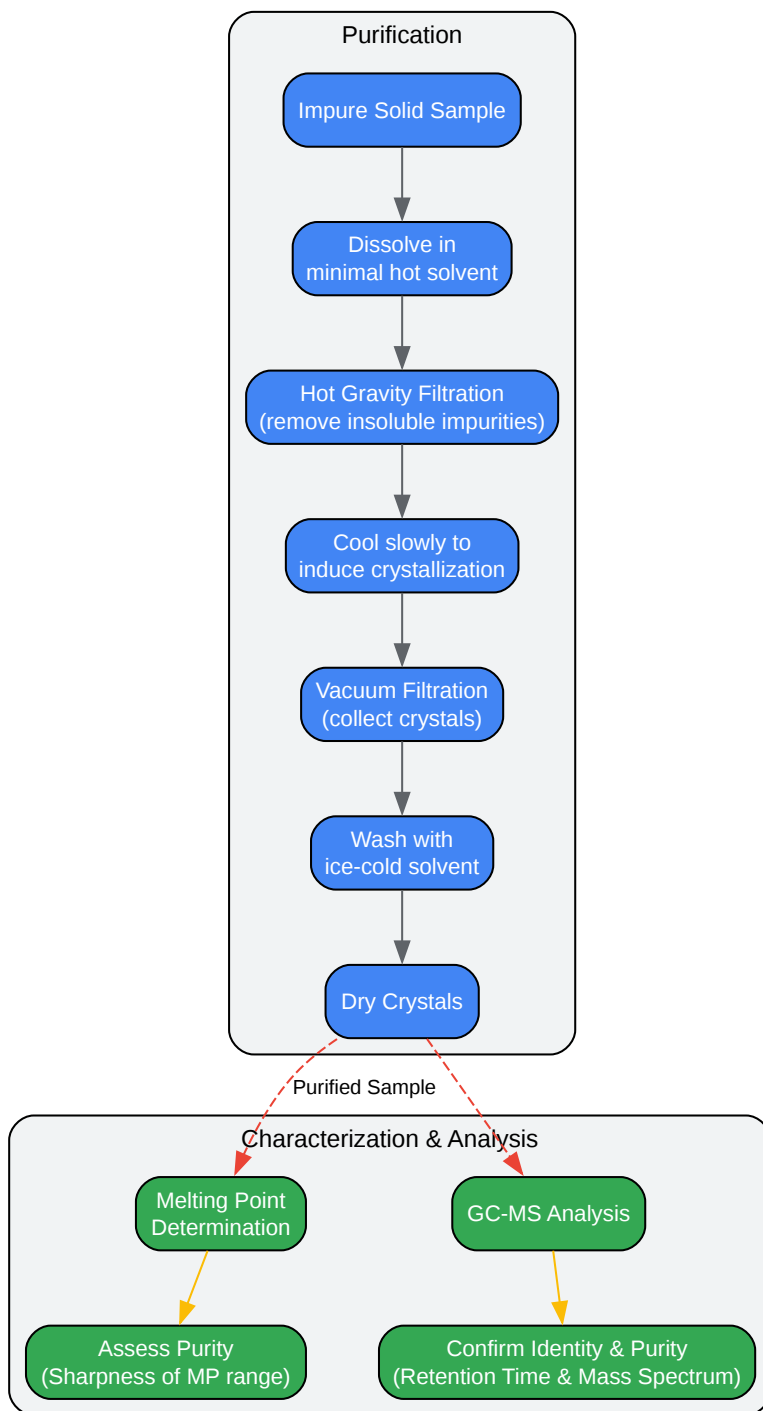 Purification
Impure Solid Sample
Dissolve in
minimal hot solvent
Hot Gravity Filtration
(remove insoluble impurities)
Cool slowly to
induce crystallization
Vacuum Filtration
(collect crystals)
Wash with
ice-cold solvent
Dry Crystals
Purified Sample
Characterization & Analysis
Melting Point
Determination
GC-MS Analysis
Assess Purity
(Sharpness of MP range)
Confirm Identity & Purity
(Retention Time & Mass Spectrum)